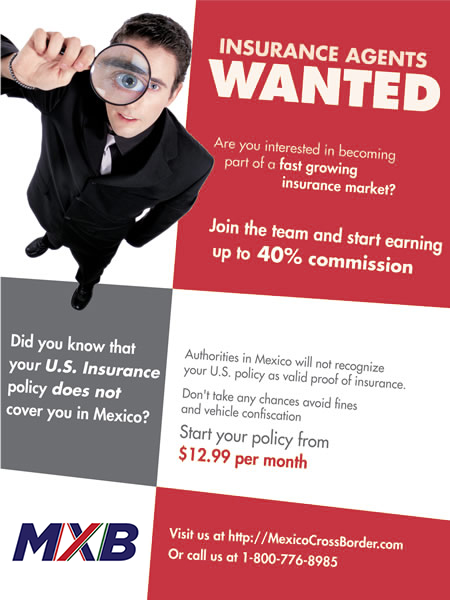 INSURANCE AGENTS
WANTED
Are you interested in becoming
part of a fast growing
insurance market?
Join the team and start earning
up to 40% commission
Did you know that
your U.S. Insurance
policy does not
cover you in Mexico?
Authorities in Mexico will not recognize
your U.S. policy as valid proof of insurance.
Don't take any chances avoid fines
and vehicle confiscation
Start your policy from
$12.99 per month
MXB
Visit us at http://MexicoCrossBorder.com
Or call us at 1-800-776-8985